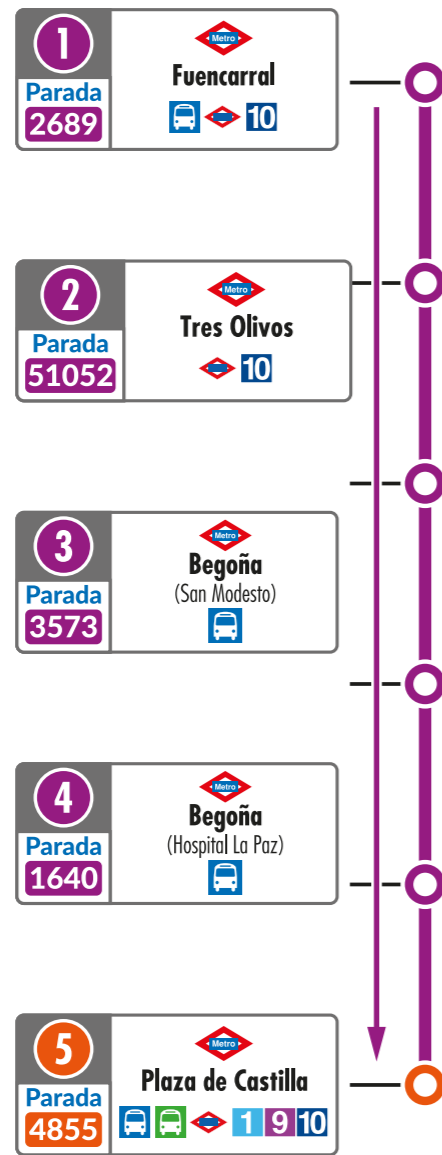 1
Parada
2689
Metro
Fuencarral
10
2
Parada
51052
Metro
Tres Olivos
10
3
Parada
3573
Metro
Begoña
(San Modesto)
4
Parada
1640
Metro
Begoña
(Hospital La Paz)
5
Parada
4855
Metro
Plaza de Castilla
1 9 10